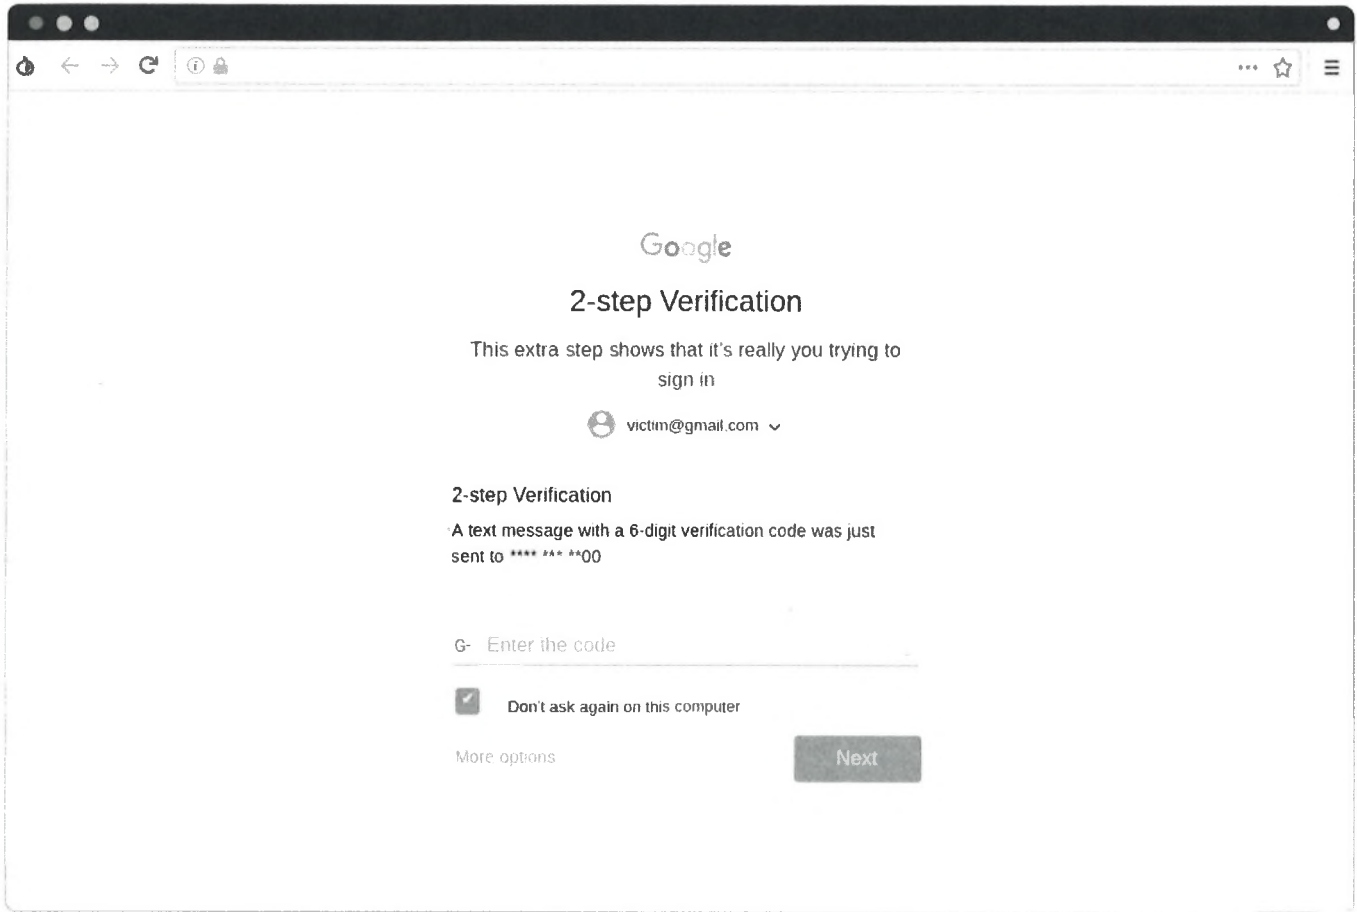 Google
2-step Verification
This extra step shows that it's really you trying to
sign in
victim@gmail.com
2-step Verification
A text message with a 6-digit verification code was just
sent to **** *** **00
G- Enter the code
Don't ask again on this computer
More options
Next